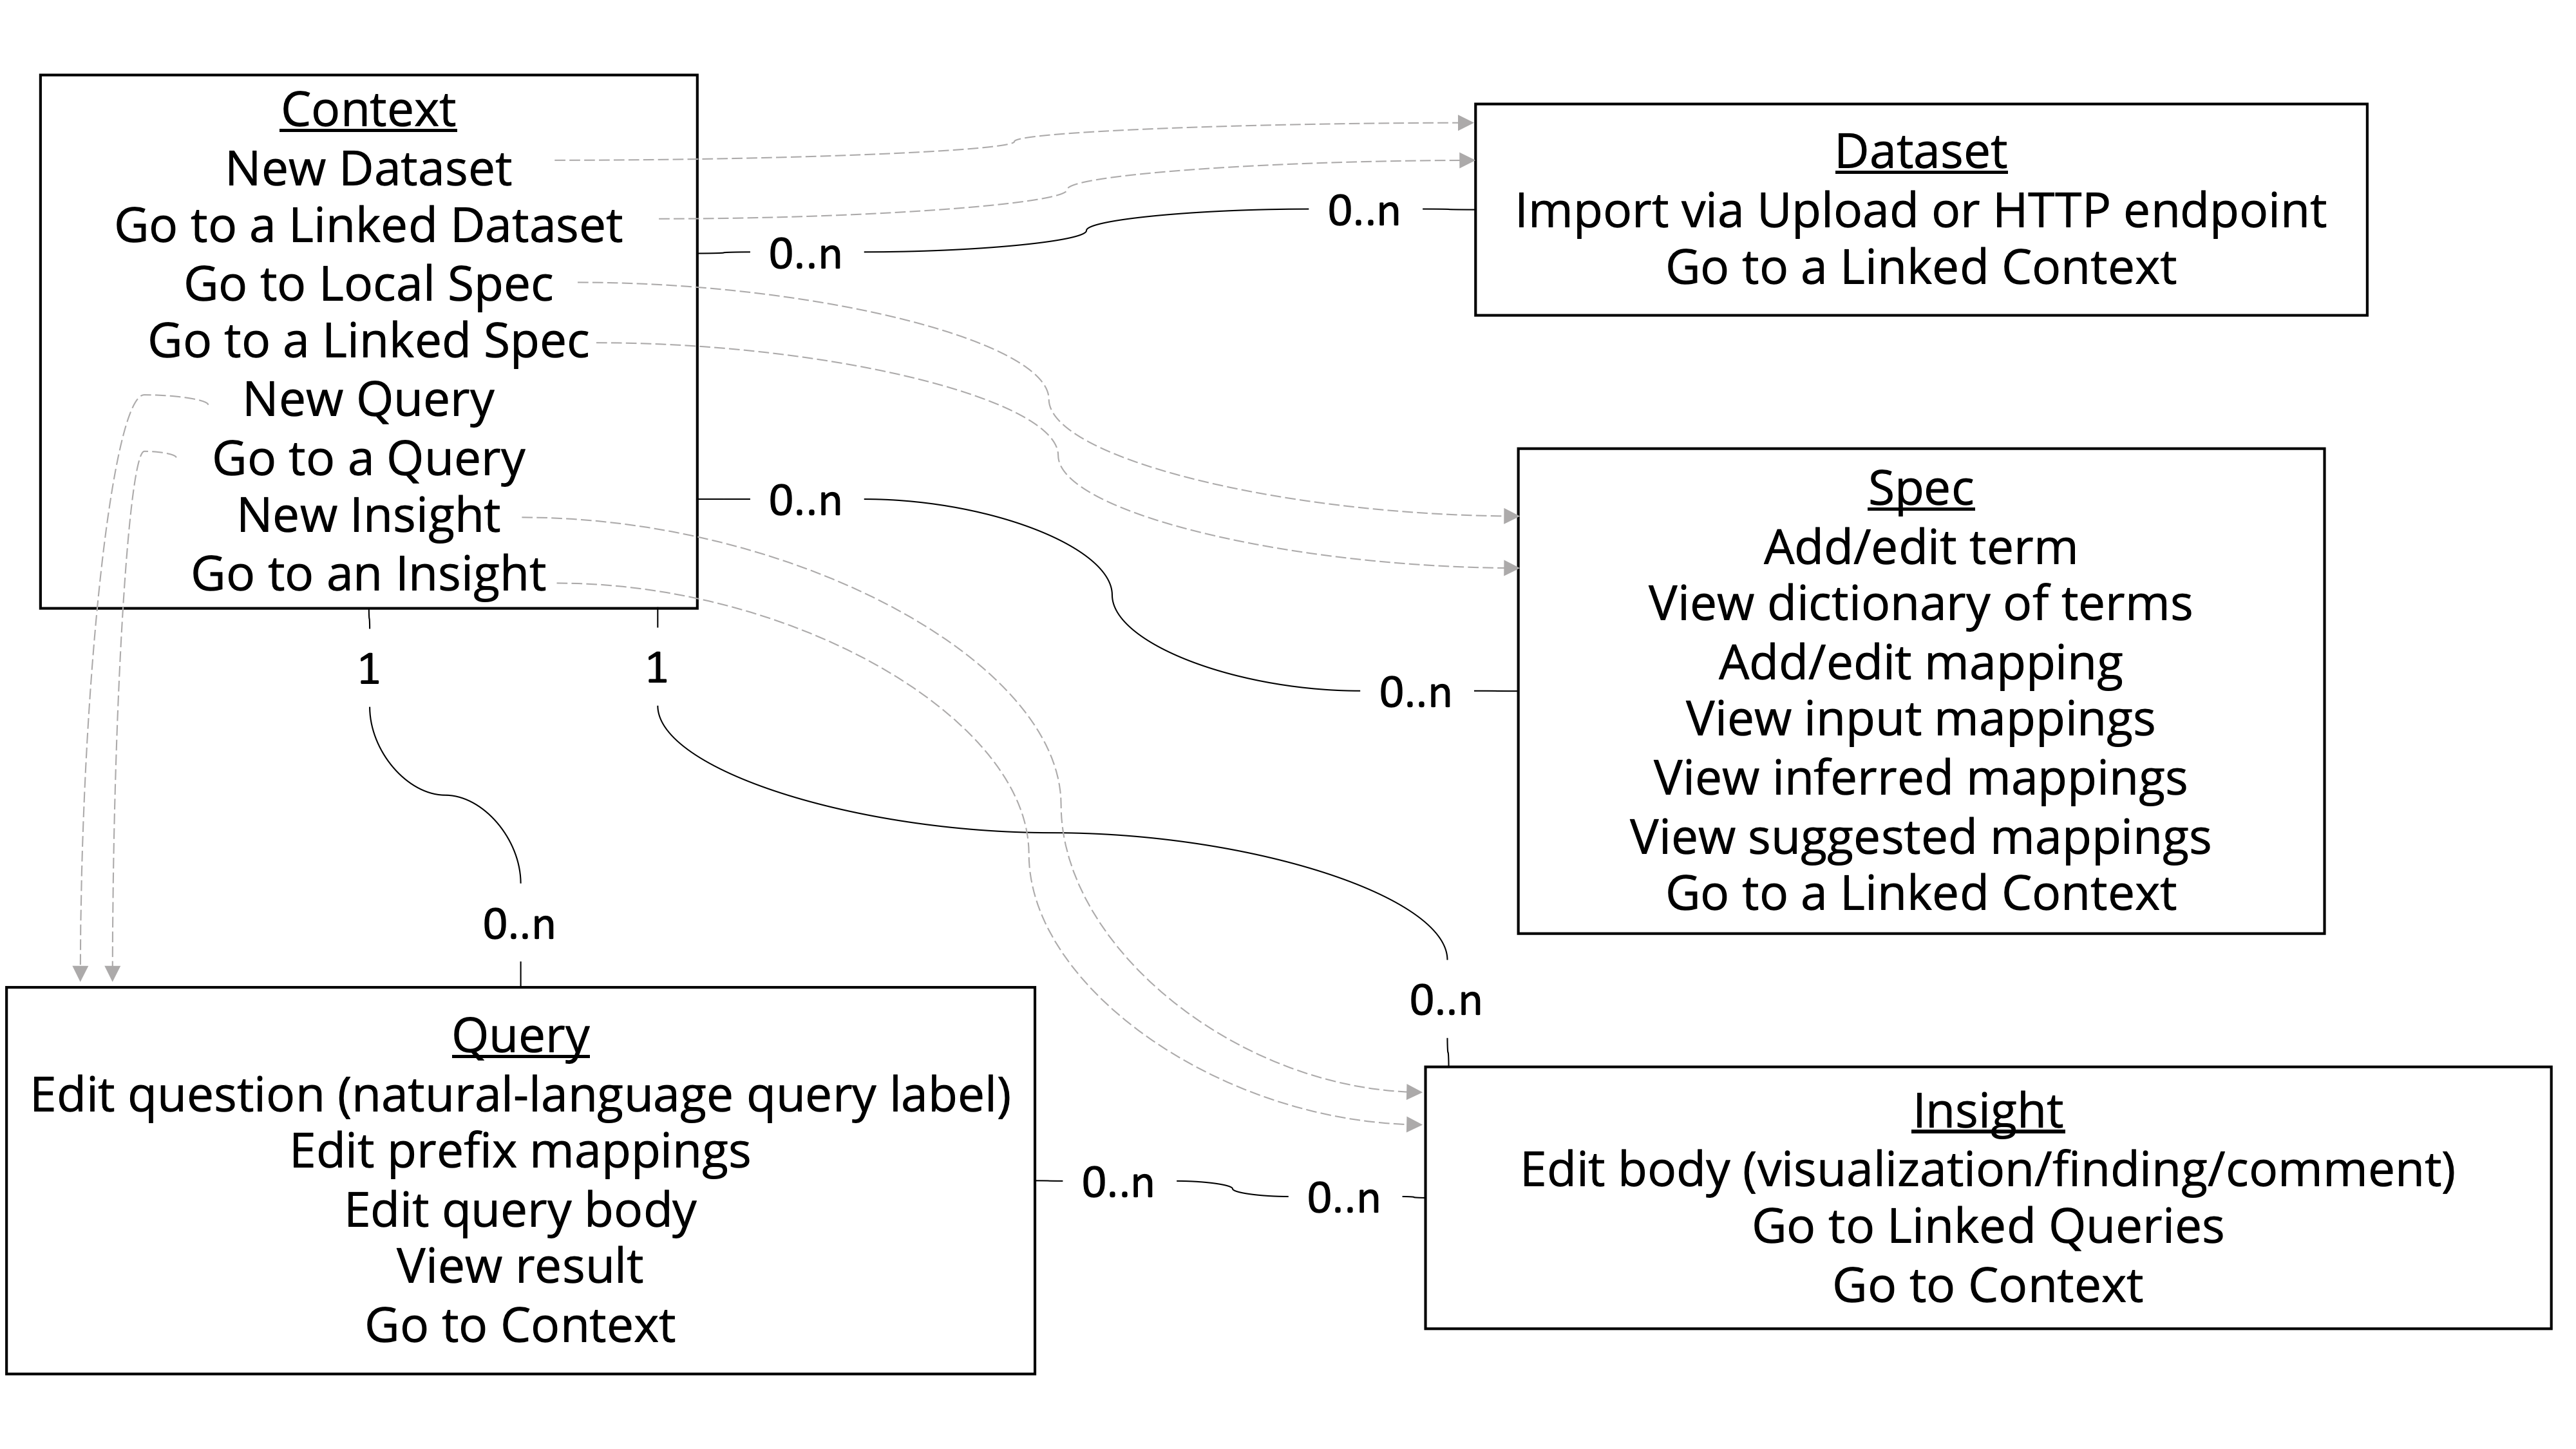 Context
New Dataset
Go to a Linked Dataset
Go to Local Spec
Go to a Linked Spec
New Query
Go to a Query
New Insight
Go to an Insight
0..n
0..n
Dataset
Import via Upload or HTTP endpoint
Go to a Linked Context
0..n
0..n
Spec
Add/edit term
View dictionary of terms
Add/edit mapping
View input mappings
View inferred mappings
View suggested mappings
Go to a Linked Context
1
1
0..n
0..n
Query
Edit question (natural-language query label)
Edit prefix mappings
Edit query body
View result
Go to Context
0..n
0..n
Insight
Edit body (visualization/finding/comment)
Go to Linked Queries
Go to Context